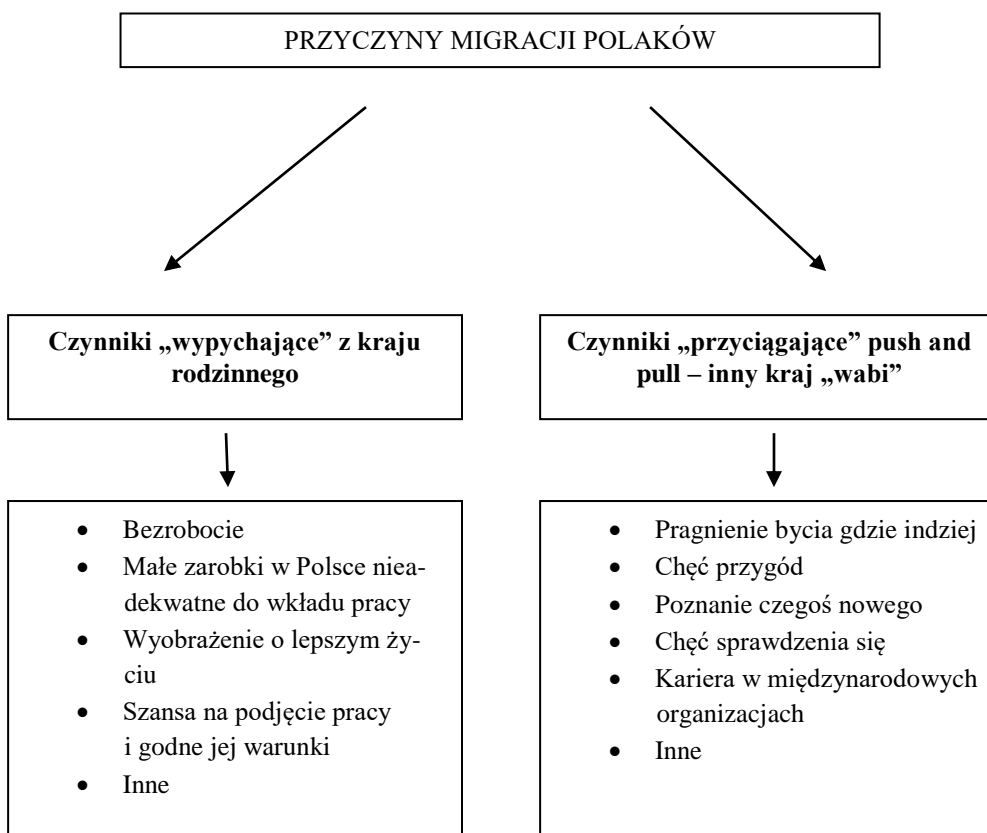 PRZYCZYNY MIGRACJI POLAKÓW
Czynniki „wypychające” z kraju
rodzinnego
• Bezrobocie
• Małe zarobki w Polsce niea-
dekwatne do wkładu pracy
• Wyobrażenie o lepszym ży-
ciu
• Szansa na podjęcie pracy
i godne jej warunki
• Inne
Czynniki „przyciągające” push and
pull – inny kraj „wabi”
• Pragnienie bycia gdzie indziej
• Chęć przygód
• Poznanie czegoś nowego
• Chęć sprawdzenia się
• Kariera w międzynarodowych
organizacjach
• Inne